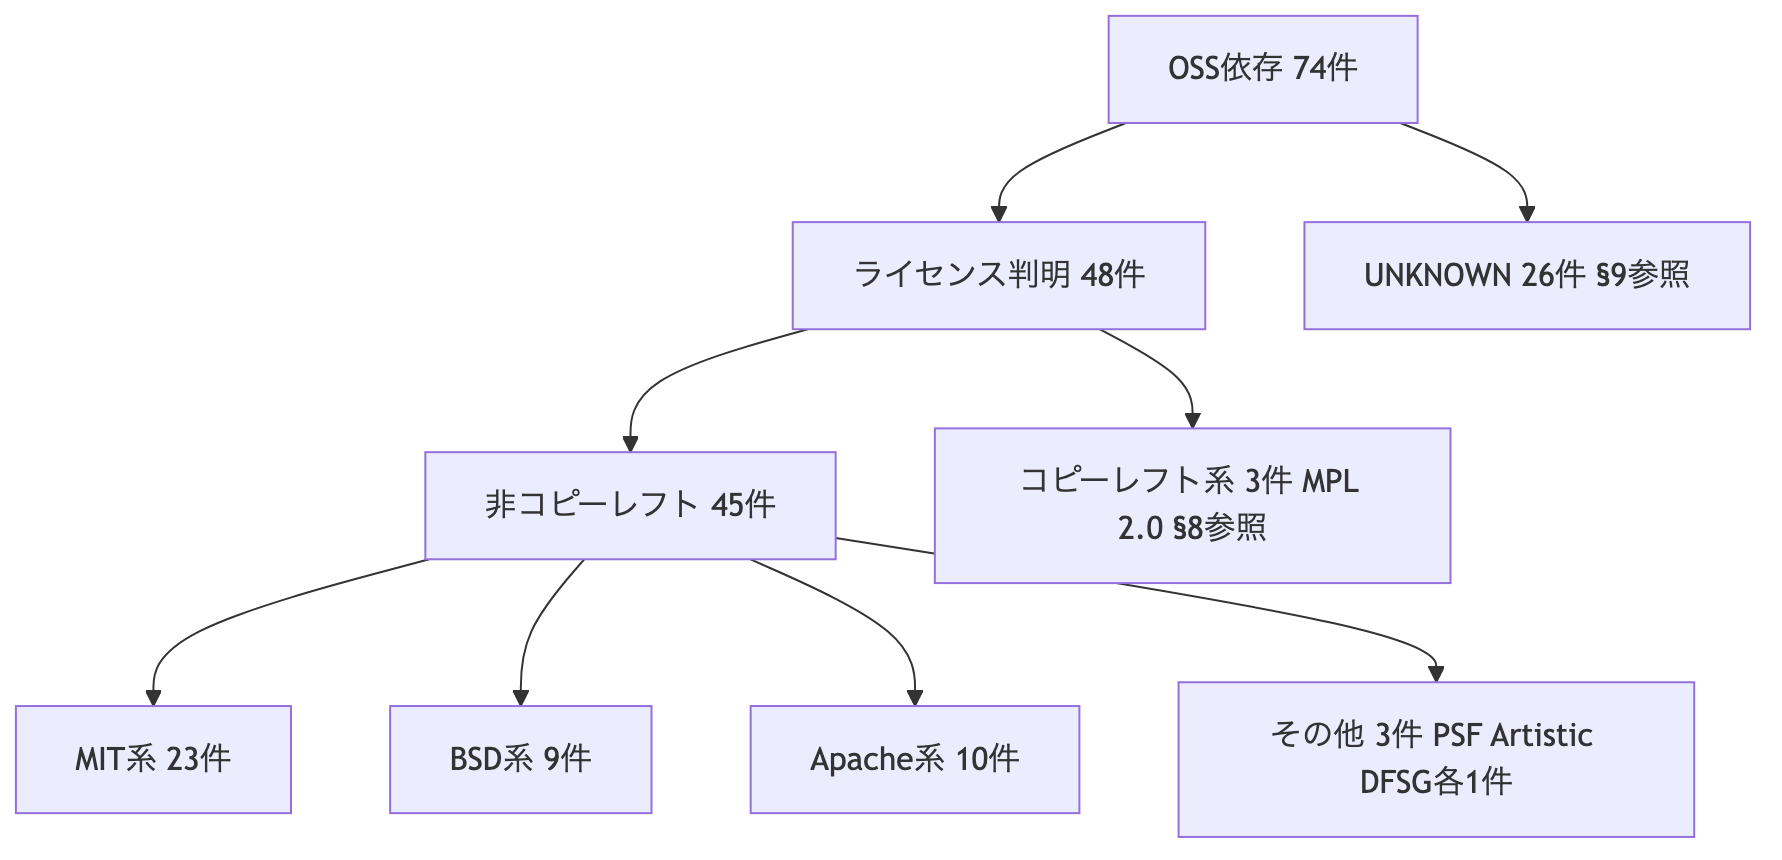 OSS依存 74件
ライセンス判明 48件
UNKNOWN 26件 §9参照
非コピーレフト 45件
コピーレフト系 3件 MPL
2.0 §8参照
MIT系 23件
BSD系 9件
Apache系 10件
その他 3件 PSF Artistic
DFSG各1件